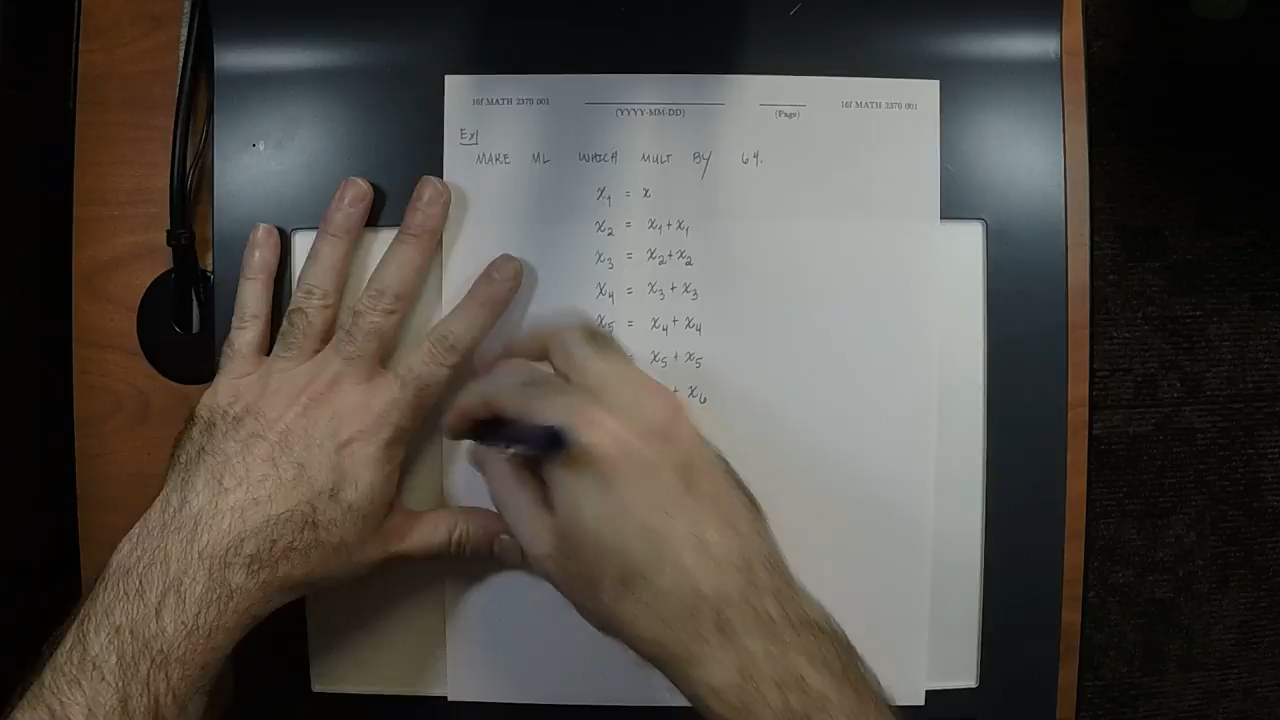 16f MATH 2370 001 (YYYY-MM-DD) (Page) 16f MATH 2370 001
Ex|
MAKE ML WHICH MULT BY 64.
x₁ = x
x₂ = x₁ + x₁
x₃ = x₂ + x₂
x₄ = x₃ + x₃
x₅ = x₄ + x₄
= x₅ + x₅
+ x₆